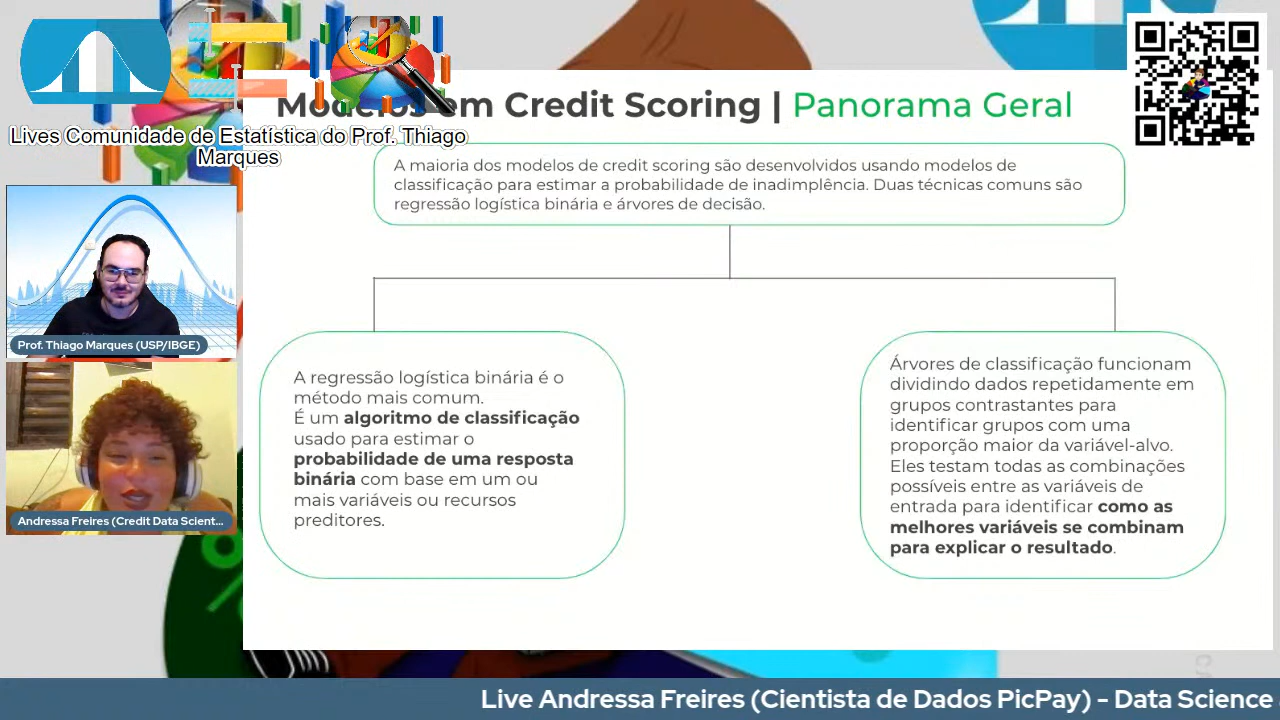 Modelos em Credit Scoring | Panorama Geral
Lives Comunidade de Estatística do Prof. Thiago
Marques
A maioria dos modelos de credit scoring são desenvolvidos usando modelos de
classificação para estimar a probabilidade de inadimplência. Duas técnicas comuns são
regressão logística binária e árvores de decisão.
Prof. Thiago Marques (USP/IBGE)
A regressão logística binária é o
método mais comum.
É um algoritmo de classificação
usado para estimar o
probabilidade de uma resposta
binária com base em um ou
mais variáveis ou recursos
preditores.
Árvores de classificação funcionam
dividindo dados repetidamente em
grupos contrastantes para
identificar grupos com uma
proporção maior da variável-alvo.
Eles testam todas as combinações
possíveis entre as variáveis de
entrada para identificar como as
melhores variáveis se combinam
para explicar o resultado.
Andressa Freires (Credit Data Scient...
%
Live Andressa Freires (Cientista de Dados PicPay) - Data Science